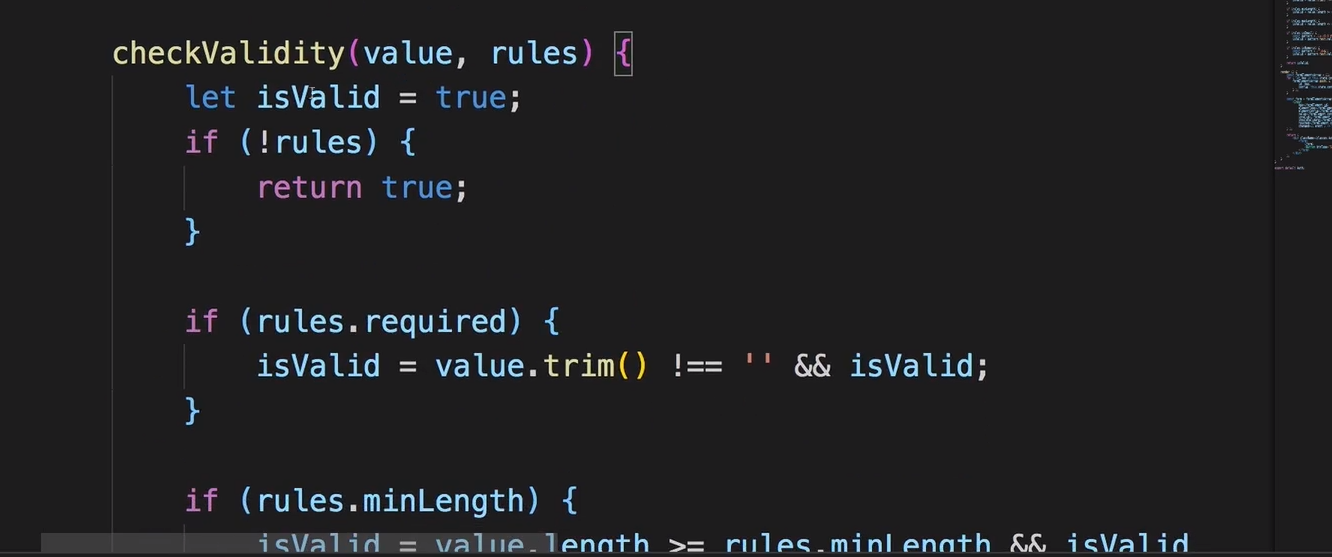 checkValidity(value, rules) {
let isValid = true;
if (!rules) {
return true;
}
if (rules.required) {
isValid = value.trim() !== '' && isValid;
}
if (rules.minLength) {
isValid = value.length >= rules.minLength && isValid